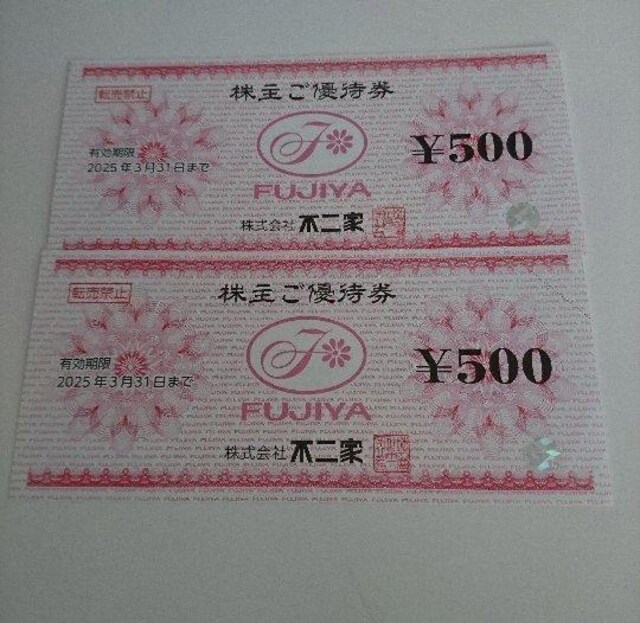 転売禁止
株主ご優待券
F
¥500
有効期限
2025年3月31日まで
FUJIYA
株式会社 不二家
転売禁止
株主ご優待券
F
¥500
有効期限
2025年3月31日まで
FUJIYA
株式会社 不二家